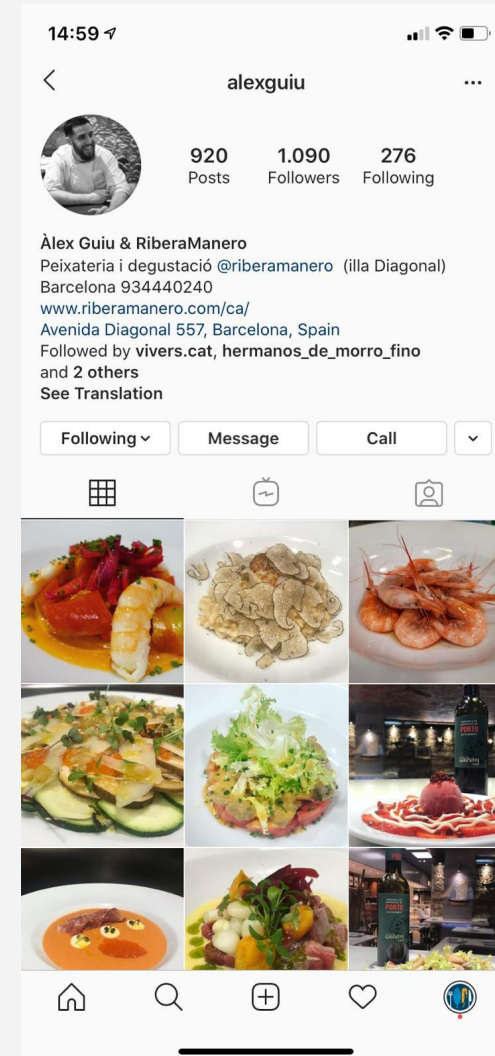 14:59
alexguiu
920 1.090 276
Posts Followers Following
Àlex Guiu & RiberaManero
Peixateria i degustació @riberamanero (illa Diagonal)
Barcelona 934440240
www.riberamanero.com/ca/
Avenida Diagonal 557, Barcelona, Spain
Followed by vivers.cat, hermanos_de_morro_fino
and 2 others
See Translation
Following Message Call
PORTO
PORTO